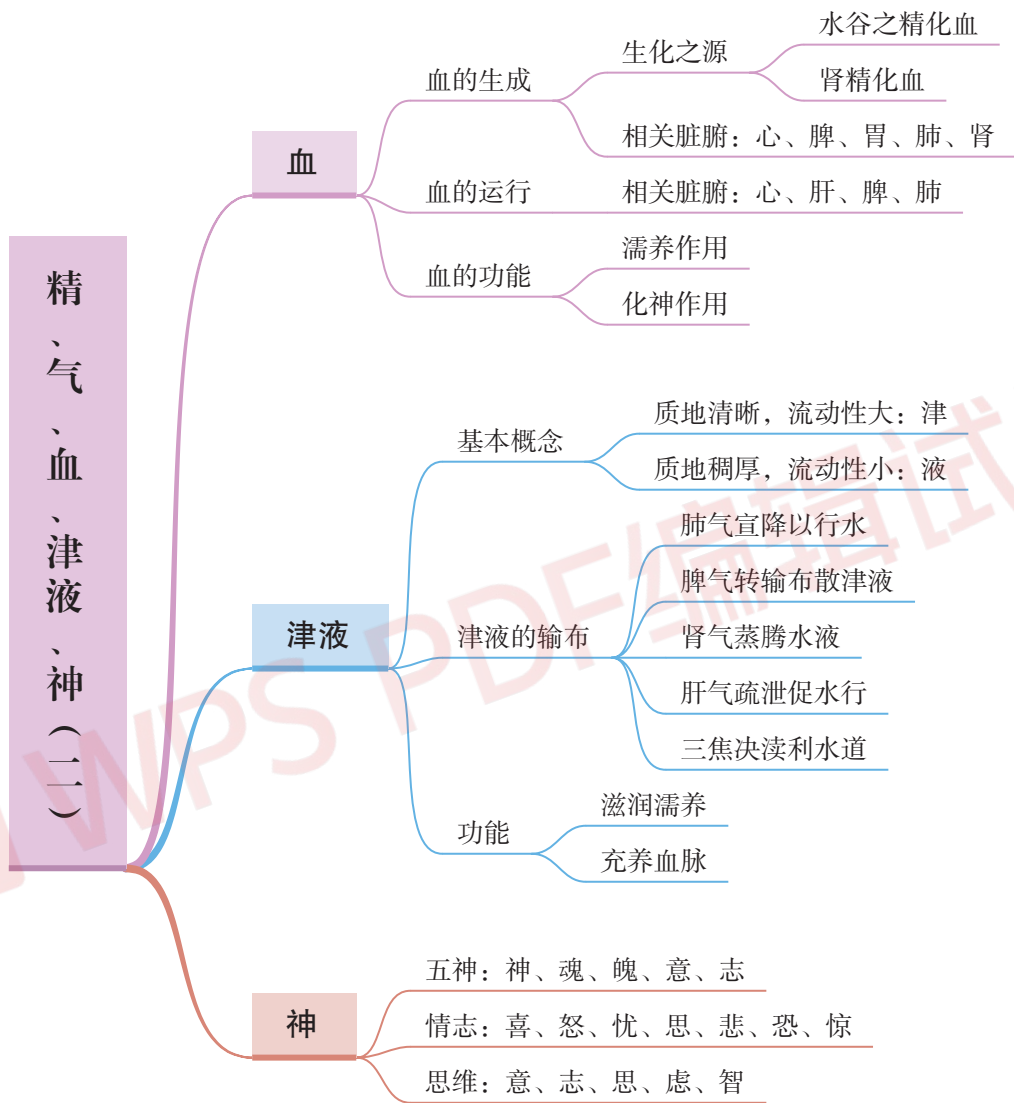 精、气、血、津液、神（二）
血
血的生成
生化之源
水谷之精化血
肾精化血
相关脏腑：心、脾、胃、肺、肾
血的运行
相关脏腑：心、肝、脾、肺
血的功能
濡养作用
化神作用
津液
基本概念
质地清晰，流动性大：津
质地稠厚，流动性小：液
津液的输布
肺气宣降以行水
脾气转输布散津液
肾气蒸腾水液
肝气疏泄促水行
三焦决渎利水道
功能
滋润濡养
充养血脉
神
五神：神、魂、魄、意、志
情志：喜、怒、忧、思、悲、恐、惊
思维：意、志、思、虑、智
WPS PDF编辑试